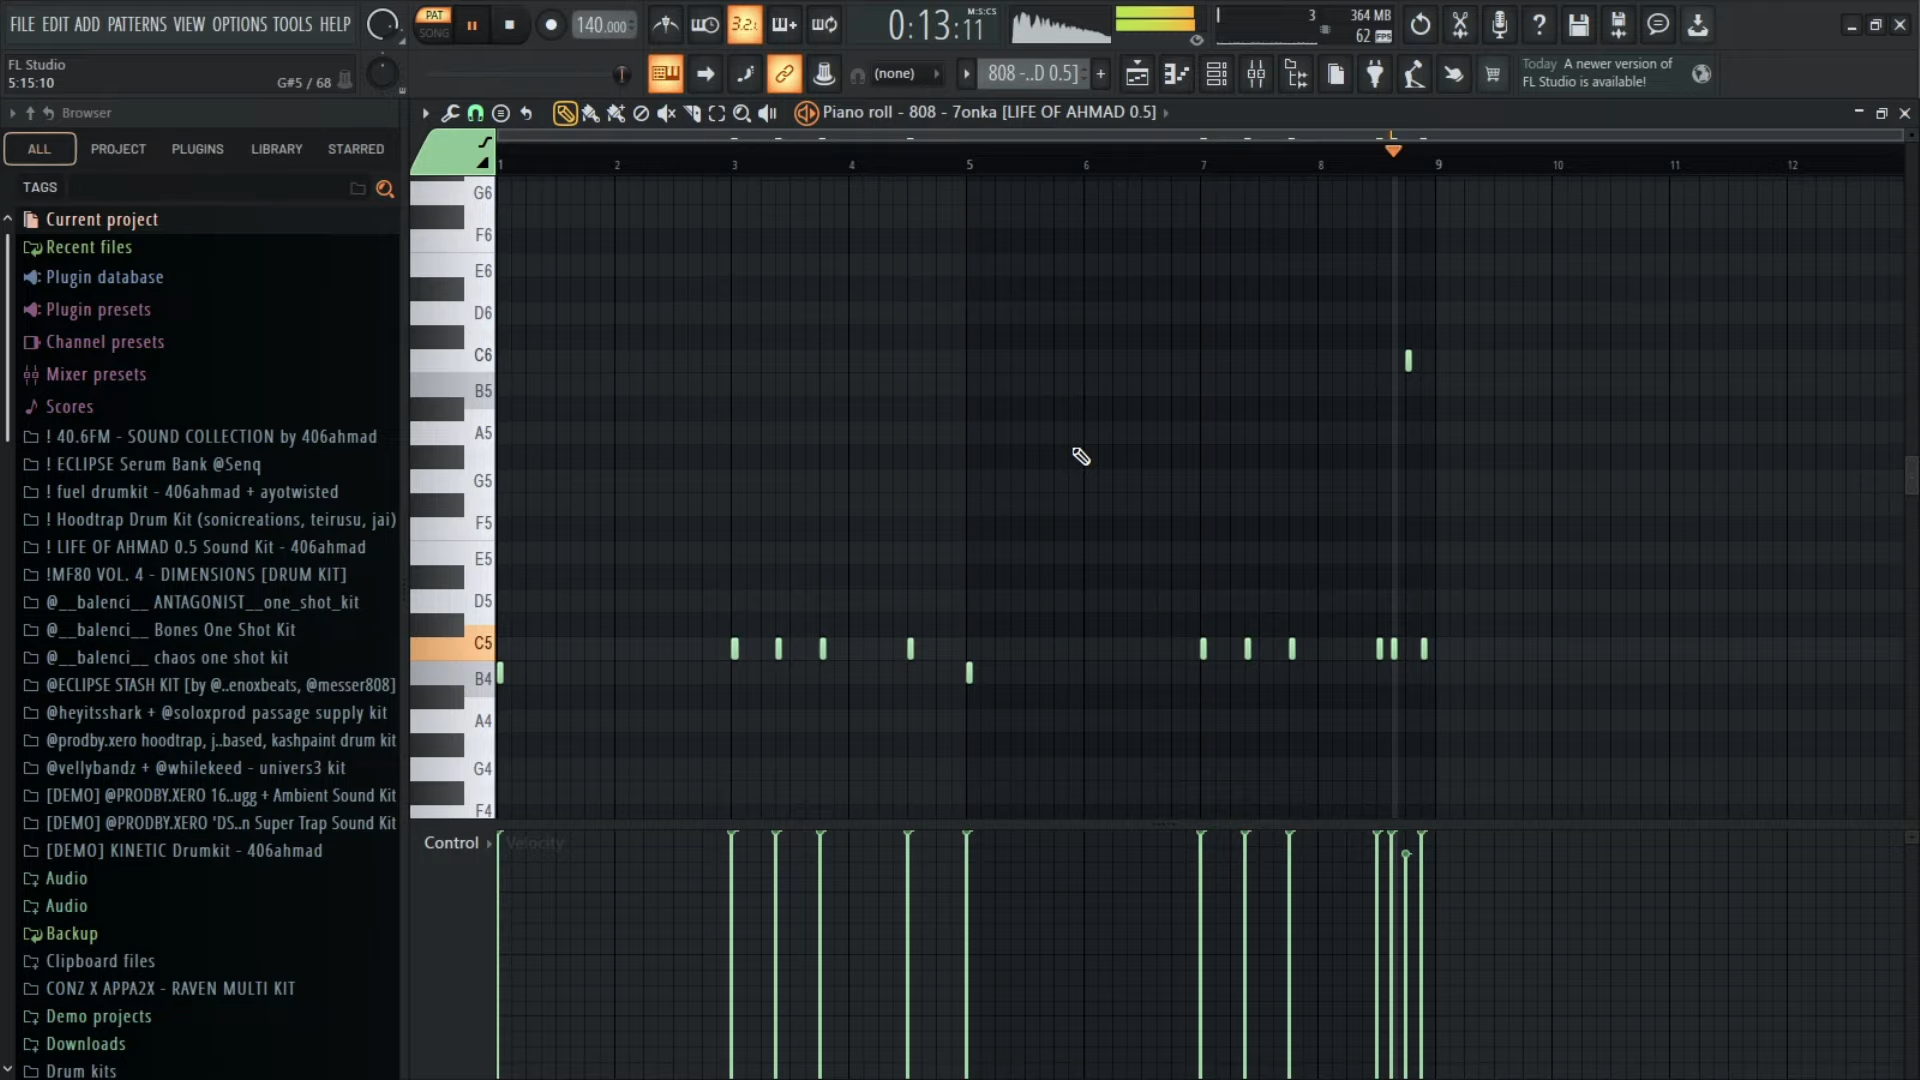 FILE EDIT ADD PATTERNS VIEW OPTIONS TOOLS HELP
PAT
SONG
140.000
3.2.
0:13:11
M:S:CS
3
364 MB
62 FPS
FL Studio
5:15:10
G#5 / 68
(none)
808 -..D 0.5]
Today A newer version of
FL Studio is available!
Browser
Piano roll - 808 - 7onka [LIFE OF AHMAD 0.5]
ALL
PROJECT
PLUGINS
LIBRARY
STARRED
TAGS
Current project
Recent files
Plugin database
Plugin presets
Channel presets
Mixer presets
Scores
! 40.6FM - SOUND COLLECTION by 406ahmad
! ECLIPSE Serum Bank @Senq
! fuel drumkit - 406ahmad + ayotwisted
! Hoodtrap Drum Kit (sonicreations, teirusu, jai)
! LIFE OF AHMAD 0.5 Sound Kit - 406ahmad
!MF80 VOL. 4 - DIMENSIONS [DRUM KIT]
@__balenci__ ANTAGONIST__one_shot_kit
@__balenci__ Bones One Shot Kit
@__balenci__ chaos one shot kit
@ECLIPSE STASH KIT [by @..enoxbeats, @messer808]
@heyitsshark + @soloxprod passage supply kit
@prodby.xero hoodtrap, j..based, kashpaint drum kit
@vellybandz + @whilekeed - univers3 kit
[DEMO] @PRODBY.XERO 16..ugg + Ambient Sound Kit
[DEMO] @PRODBY.XERO 'DS..n Super Trap Sound Kit
[DEMO] KINETIC Drumkit - 406ahmad
Audio
Audio
Backup
Clipboard files
CONZ X APPA2X - RAVEN MULTI KIT
Demo projects
Downloads
Drum kits
1 2 3 4 5 6 7 8 9 10 11 12
G6
F6
E6
D6
C6
B5
A5
G5
F5
E5
D5
C5
B4
A4
G4
F4
Control
Velocity